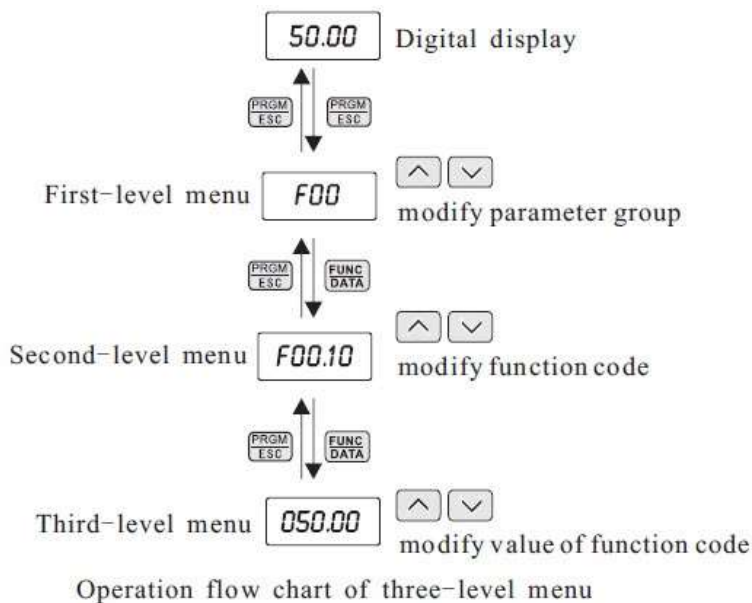 50.00 Digital display
PRGM PRGM
ESC ESC
First-level menu F00
modify parameter group
PRGM FUNC
ESC DATA
Second-level menu F00.10
modify function code
PRGM FUNC
ESC DATA
Third-level menu 050.00
modify value of function code
Operation flow chart of three-level menu